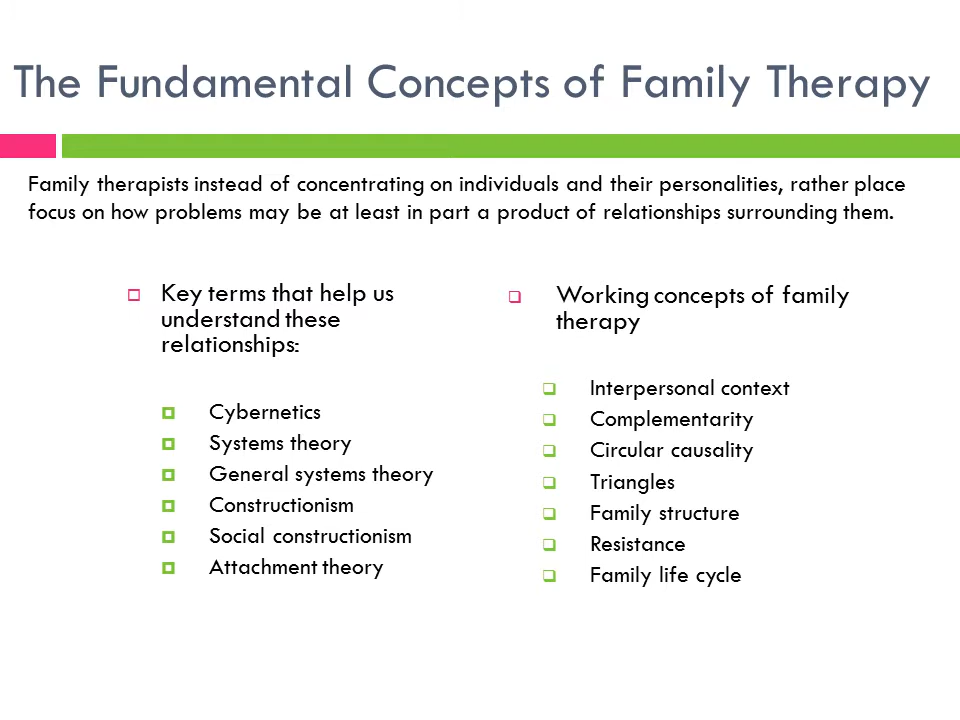 The Fundamental Concepts of Family Therapy
Family therapists instead of concentrating on individuals and their personalities, rather place
focus on how problems may be at least in part a product of relationships surrounding them.
Key terms that help us
understand these
relationships:
Cybernetics
Systems theory
General systems theory
Constructionism
Social constructionism
Attachment theory
Working concepts of family
therapy
Interpersonal context
Complementarity
Circular causality
Triangles
Family structure
Resistance
Family life cycle